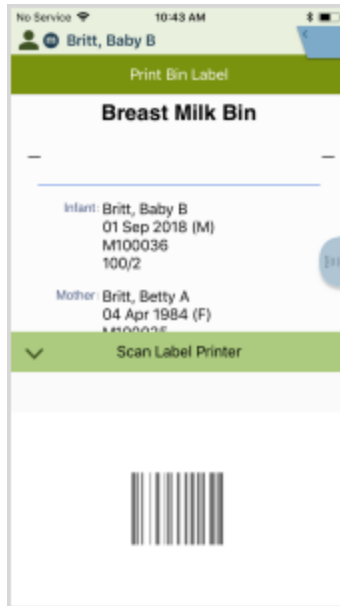 No Service 10:43 AM
m Britt, Baby B
Print Bin Label
Breast Milk Bin
— —
Infant: Britt, Baby B
01 Sep 2018 (M)
M100036
100/2
Mother: Britt, Betty A
04 Apr 1984 (F)
Scan Label Printer